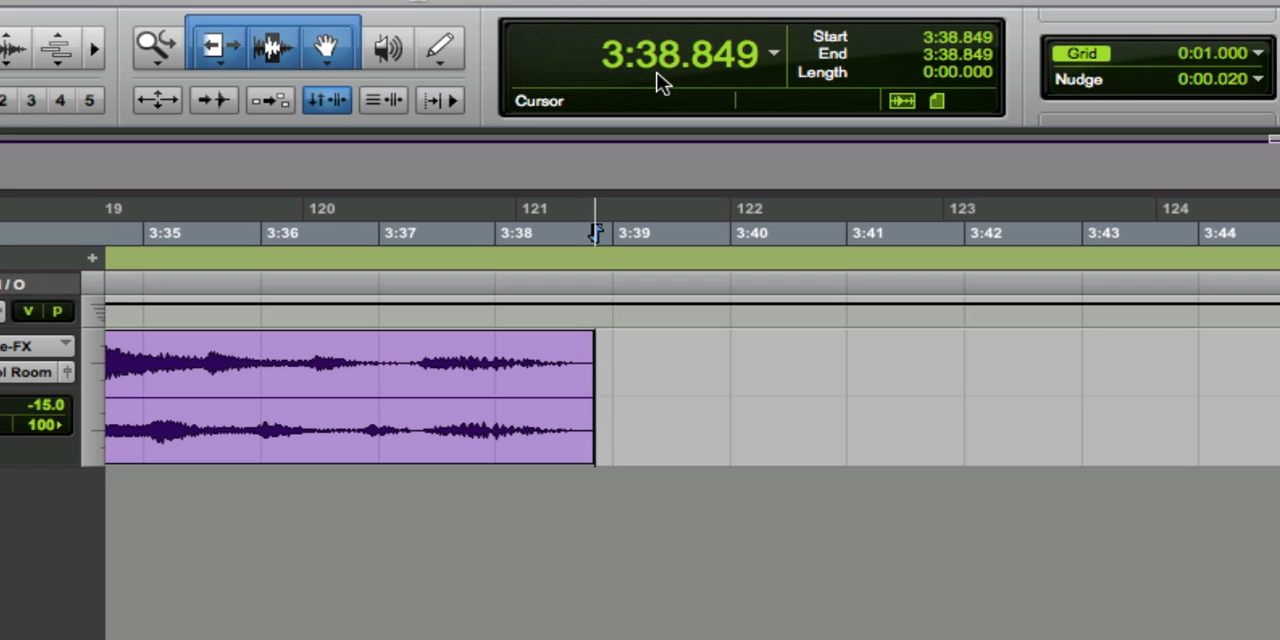 3:38.849
Start 3:38.849
End 3:38.849
Length 0:00.000
Cursor
Grid 0:01.000
Nudge 0:00.020
2 3 4 5
19 120 121 122 123 124
3:35 3:36 3:37 3:38 3:39 3:40 3:41 3:42 3:43 3:44
+
I/O
v p
e-FX
ol Room
-15.0
100